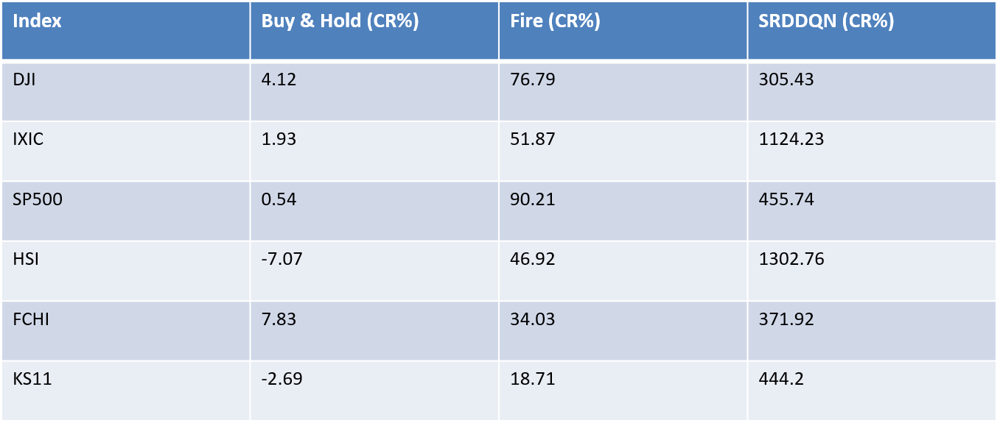 Index Buy & Hold (CR%) Fire (CR%) SRDDQN (CR%)
DJI 4.12 76.79 305.43
IXIC 1.93 51.87 1124.23
SP500 0.54 90.21 455.74
HSI -7.07 46.92 1302.76
FCHI 7.83 34.03 371.92
KS11 -2.69 18.71 444.2